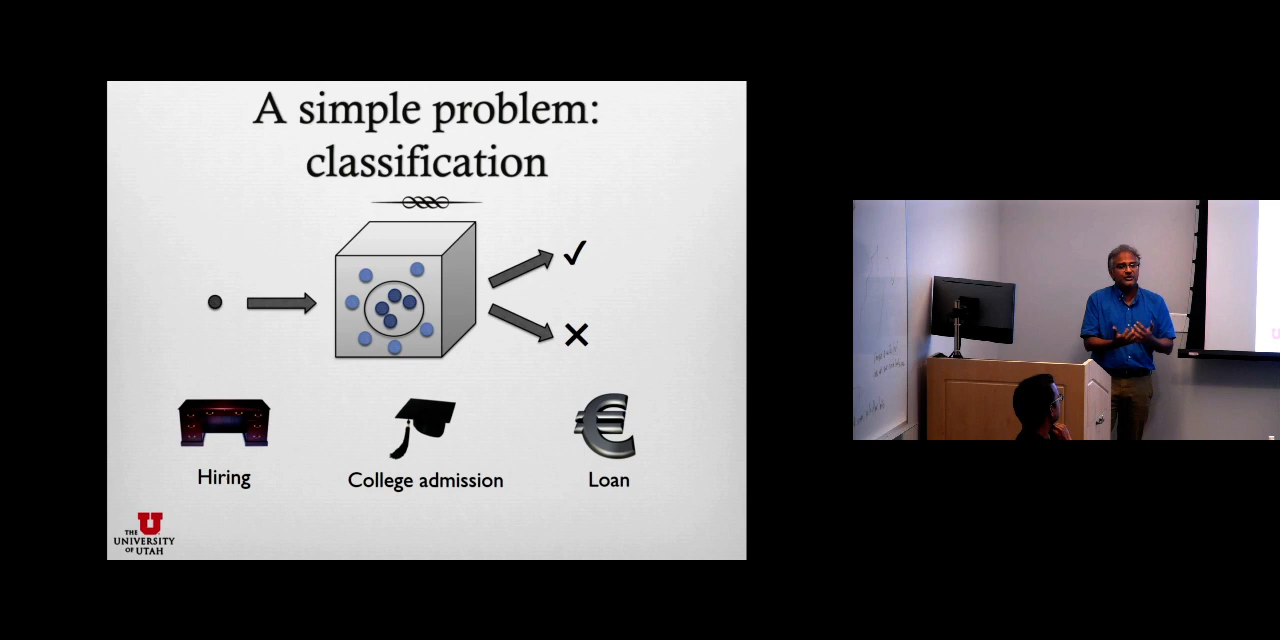 A simple problem:
classification
Hiring
College admission
Loan
THE
UNIVERSITY
OF UTAH